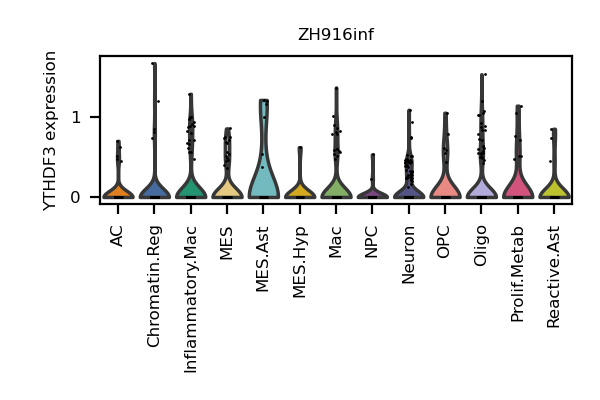 ZH916inf
YTHDF3 expression
1
0
AC
Chromatin.Reg
Inflammatory.Mac
MES
MES.Ast
MES.Hyp
Mac
NPC
Neuron
OPC
Oligo
Prolif.Metab
Reactive.Ast